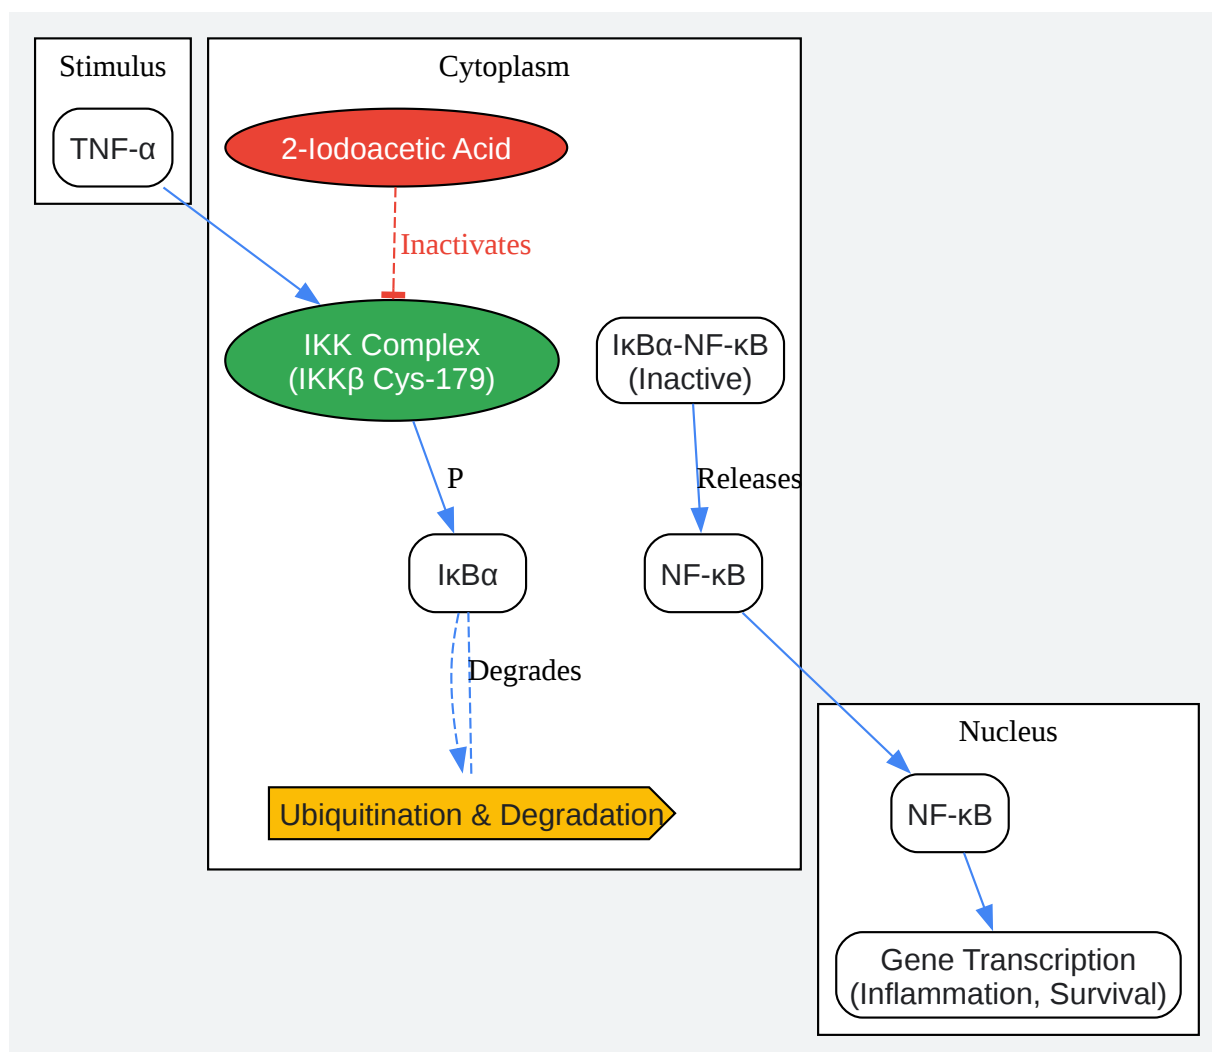 Stimulus
TNF-α
Cytoplasm
2-Iodoacetic Acid
Inactivates
IKK Complex
(IKKβ Cys-179)
IκBα-NF-κB
(Inactive)
P
Releases
IκBα
NF-κB
Degrades
Ubiquitination & Degradation
Nucleus
NF-κB
Gene Transcription
(Inflammation, Survival)